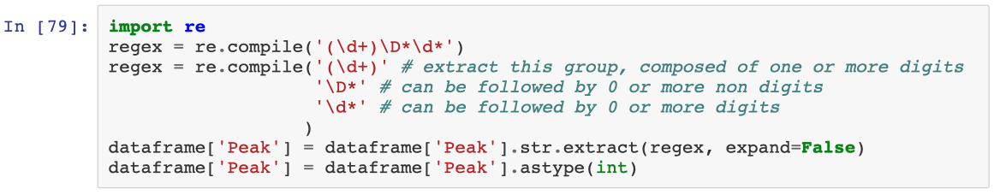 In [79]: import re
regex = re.compile('(\d+)\D*\d*')
regex = re.compile('(\d+)' # extract this group, composed of one or more digits
                   '\D*' # can be followed by 0 or more non digits
                   '\d*' # can be followed by 0 or more digits
                  )
dataframe['Peak'] = dataframe['Peak'].str.extract(regex, expand=False)
dataframe['Peak'] = dataframe['Peak'].astype(int)